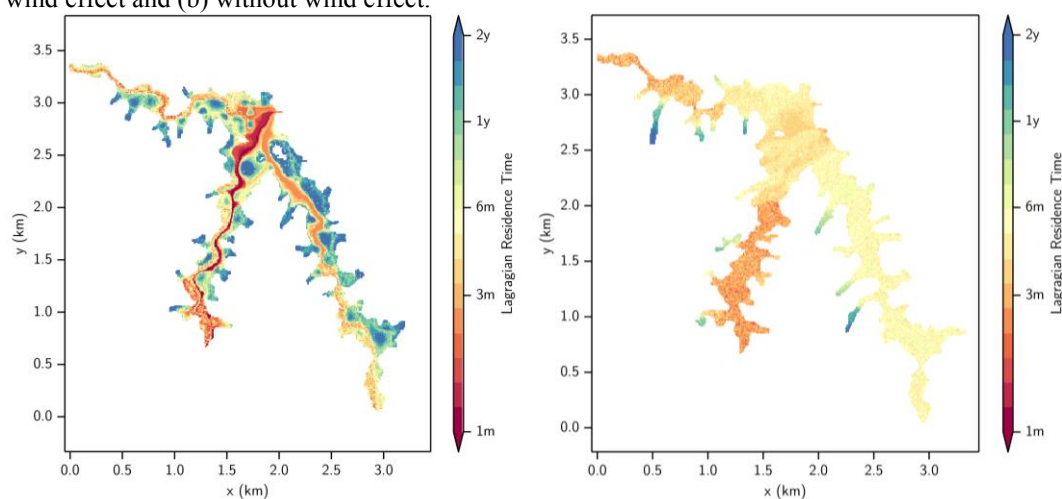 wind effect and (b) without wind effect.
3.5
3.0
2.5
2.0
1.5
1.0
0.5
0.0
y (km)
0.0 0.5 1.0 1.5 2.0 2.5 3.0
x (km)
2y
1y
6m
3m
1m
Lagragian Residence Time
3.5
3.0
2.5
2.0
1.5
1.0
0.5
0.0
y (km)
0.0 0.5 1.0 1.5 2.0 2.5 3.0
x (km)
2y
1y
6m
3m
1m
Lagragian Residence Time